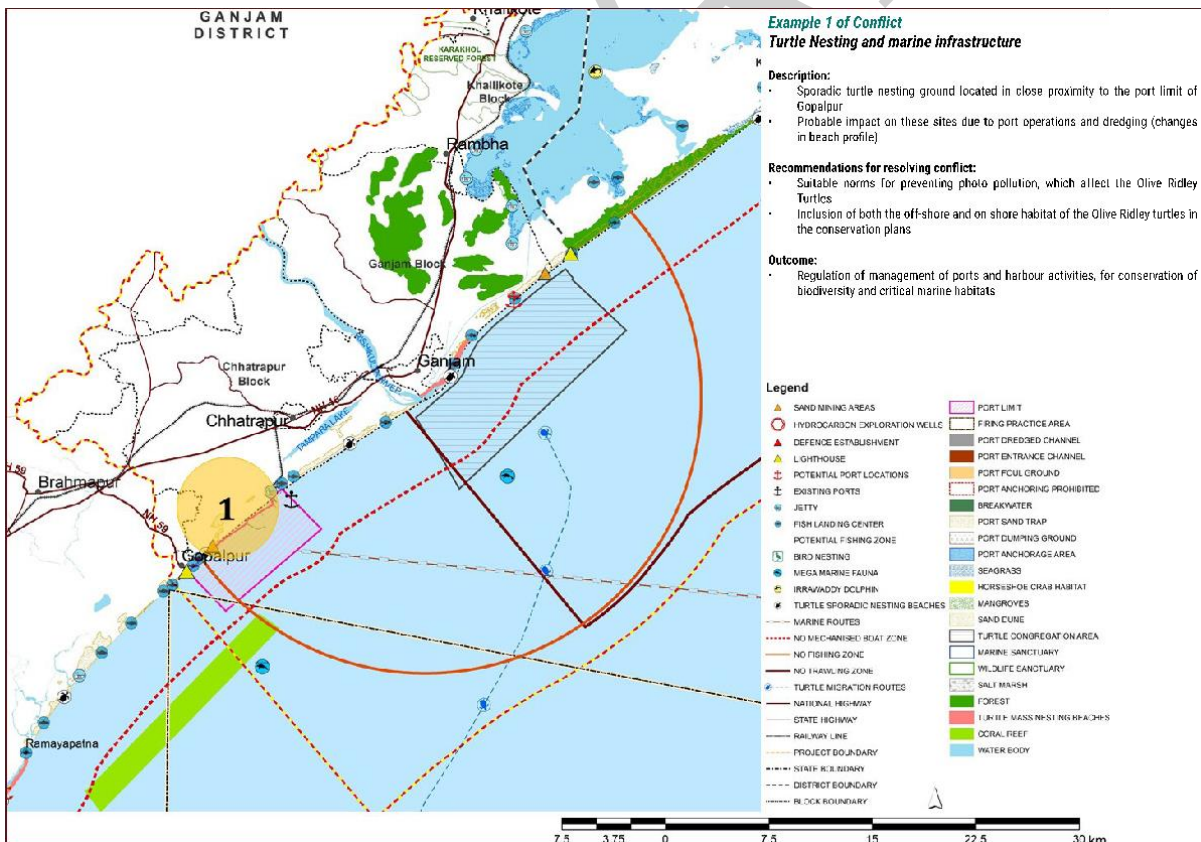 GANJAM
DISTRICT
Khallikote
KARAKHOL
RESERVED FOREST
Khallikote
Block
Rambha
Ganjam Block
Ganjam
Chhatrapur
Block
Chhatrapur
TAMPARA LAKE
Brahmapur
NH 59
1
Gopalpur
Ramayapatna
Example 1 of Conflict
Turtle Nesting and marine infrastructure
Description:
· Sporadic turtle nesting ground located in close proximity to the port limit of
Gopalpur
· Probable impact on these sites due to port operations and dredging (changes
in beach profile)
Recommendations for resolving conflict:
· Suitable norms for preventing photo pollution, which affect the Olive Ridley
Turtles
· Inclusion of both the off-shore and on shore habitat of the Olive Ridley turtles in
the conservation plans
Outcome:
· Regulation of management of ports and harbour activities, for conservation of
biodiversity and critical marine habitats
Legend
SAND MINING AREAS
HYDROCARBON EXPLORATION WELLS
DEFENCE ESTABLISHMENT
LIGHTHOUSE
POTENTIAL PORT LOCATIONS
EXISTING PORTS
JETTY
FISH LANDING CENTER
POTENTIAL FISHING ZONE
BIRD NESTING
MEGA MARINE FAUNA
IRRAWADDY DOLPHIN
TURTLE SPORADIC NESTING BEACHES
MARINE ROUTES
NO MECHANISED BOAT ZONE
NO FISHING ZONE
NO TRAWLING ZONE
TURTLE MIGRATION ROUTES
NATIONAL HIGHWAY
STATE HIGHWAY
RAILWAY LINE
PROJECT BOUNDARY
STATE BOUNDARY
DISTRICT BOUNDARY
BLOCK BOUNDARY
PORT LIMIT
FIRING PRACTICE AREA
PORT DREDGED CHANNEL
PORT ENTRANCE CHANNEL
PORT FOUL GROUND
PORT ANCHORING PROHIBITED
BREAKWATER
PORT SAND TRAP
PORT DUMPING GROUND
PORT ANCHORAGE AREA
SEAGRASS
HORSESHOE CRAB HABITAT
MANGROVES
SAND DUNE
TURTLE CONGREGATION AREA
MARINE SANCTUARY
WILDLIFE SANCTUARY
SALT MARSH
FOREST
TURTLE MASS NESTING BEACHES
CORAL REEF
WATER BODY
7.5 3.75 0 7.5 15 22.5 30 km